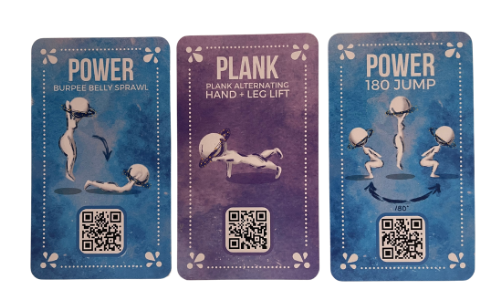 POWER
BURPEE BELLY SPRAWL
PLANK
PLANK ALTERNATING
HAND + LEG LIFT
POWER
180 JUMP
180°